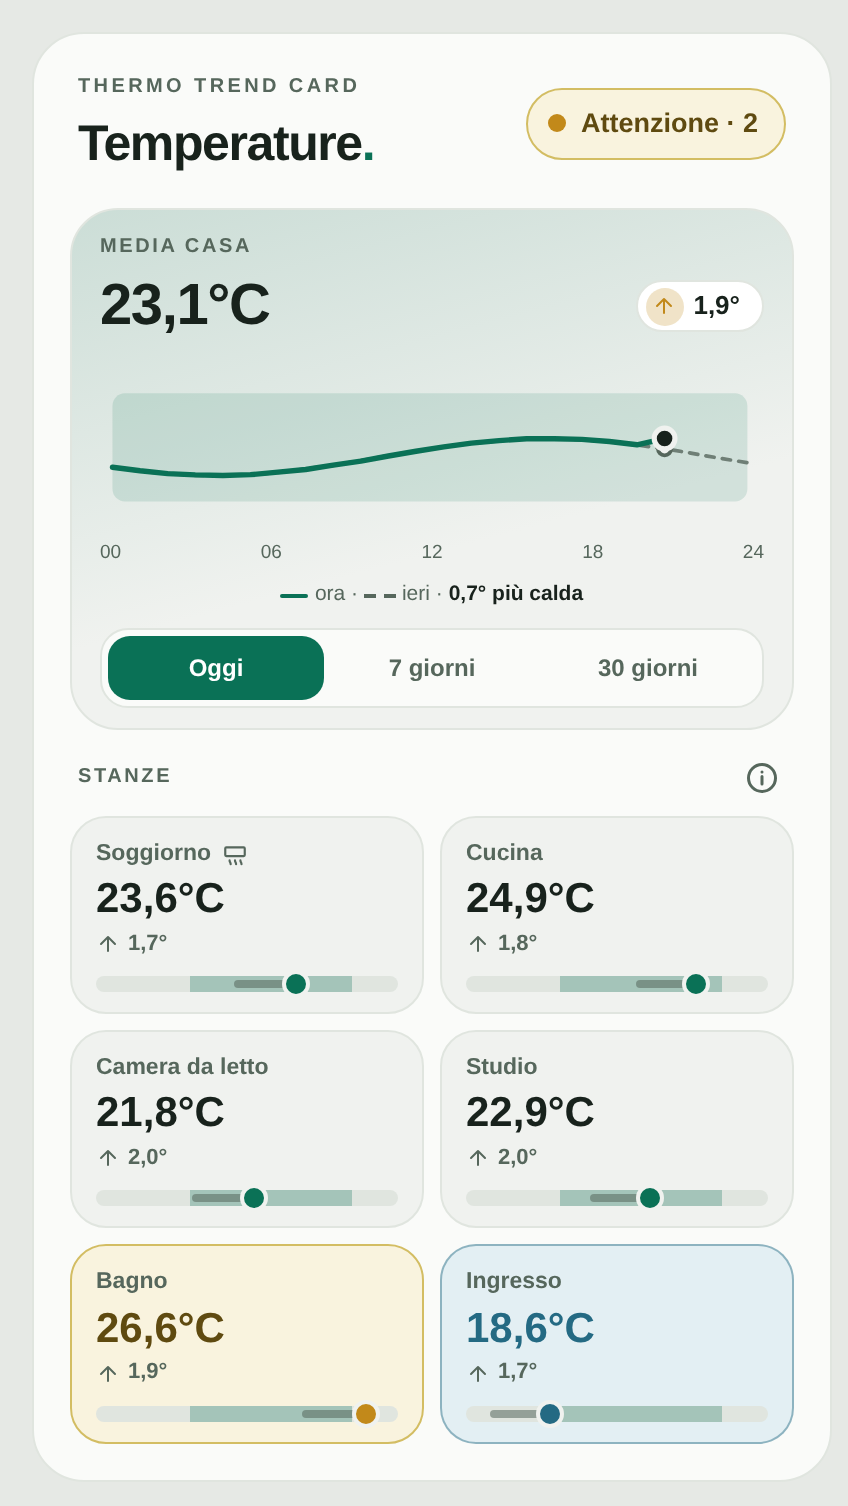 THERMO TREND CARD
Temperature.
Attenzione · 2
MEDIA CASA
23,1°C
1,9°
00 06 12 18 24
ora · ieri · 0,7° più calda
Oggi 7 giorni 30 giorni
STANZE
Soggiorno
23,6°C
1,7°
Cucina
24,9°C
1,8°
Camera da letto
21,8°C
2,0°
Studio
22,9°C
2,0°
Bagno
26,6°C
1,9°
Ingresso
18,6°C
1,7°